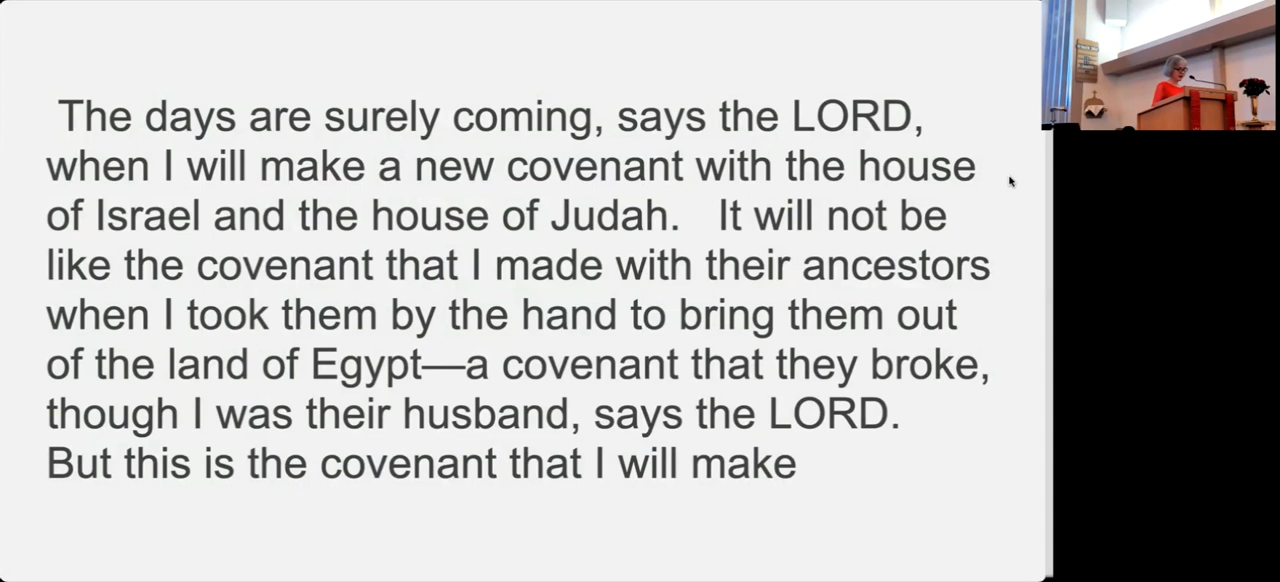 The days are surely coming, says the LORD,
when I will make a new covenant with the house
of Israel and the house of Judah.   It will not be
like the covenant that I made with their ancestors
when I took them by the hand to bring them out
of the land of Egypt—a covenant that they broke,
though I was their husband, says the LORD.
But this is the covenant that I will make